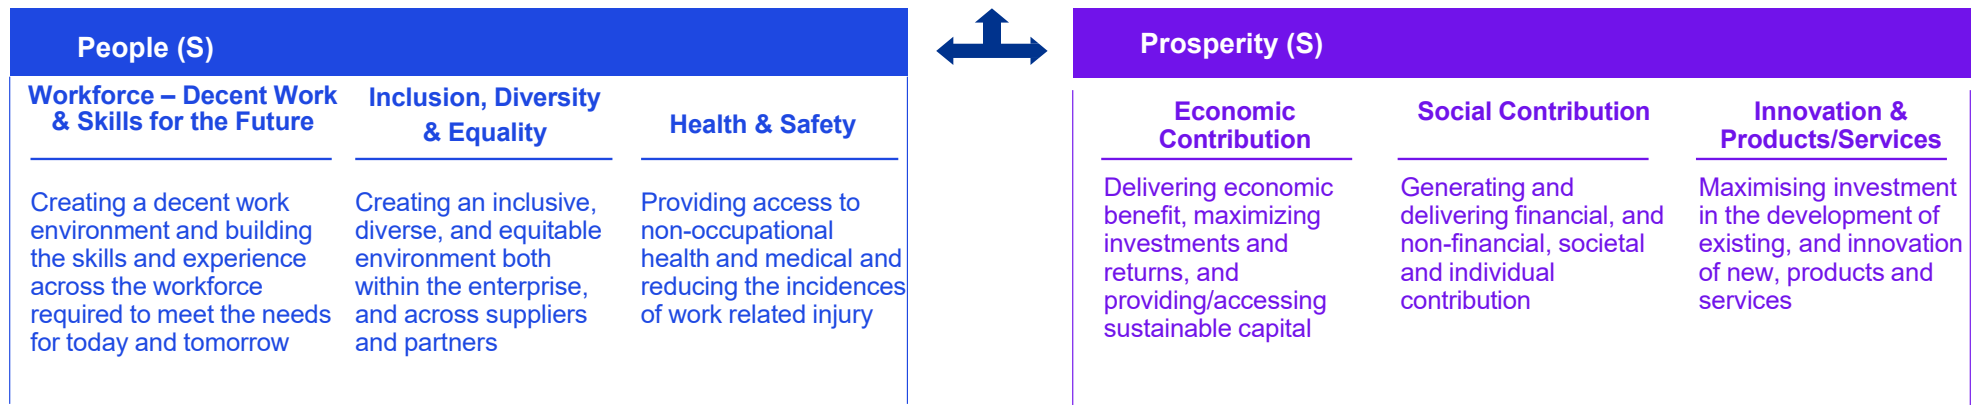 People (S)
Workforce – Decent Work
& Skills for the Future
Creating a decent work
environment and building
the skills and experience
across the workforce
required to meet the needs
for today and tomorrow
Inclusion, Diversity
& Equality
Creating an inclusive,
diverse, and equitable
environment both
within the enterprise,
and across suppliers
and partners
Health & Safety
Providing access to
non-occupational
health and medical and
reducing the incidences
of work related injury
Prosperity (S)
Economic
Contribution
Delivering economic
benefit, maximizing
investments and
returns, and
providing/accessing
sustainable capital
Social Contribution
Generating and
delivering financial, and
non-financial, societal
and individual
contribution
Innovation &
Products/Services
Maximising investment
in the development of
existing, and innovation
of new, products and
services